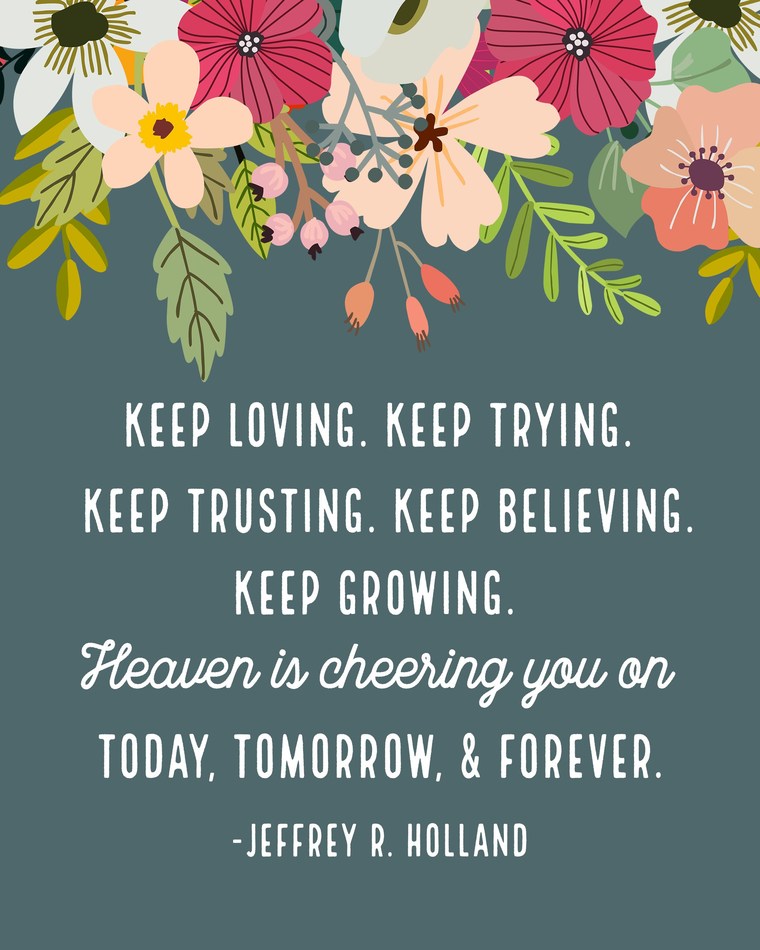 KEEP LOVING. KEEP TRYING.
KEEP TRUSTING. KEEP BELIEVING.
KEEP GROWING.
Heaven is cheering you on
TODAY, TOMORROW, & FOREVER.
-JEFFREY R. HOLLAND